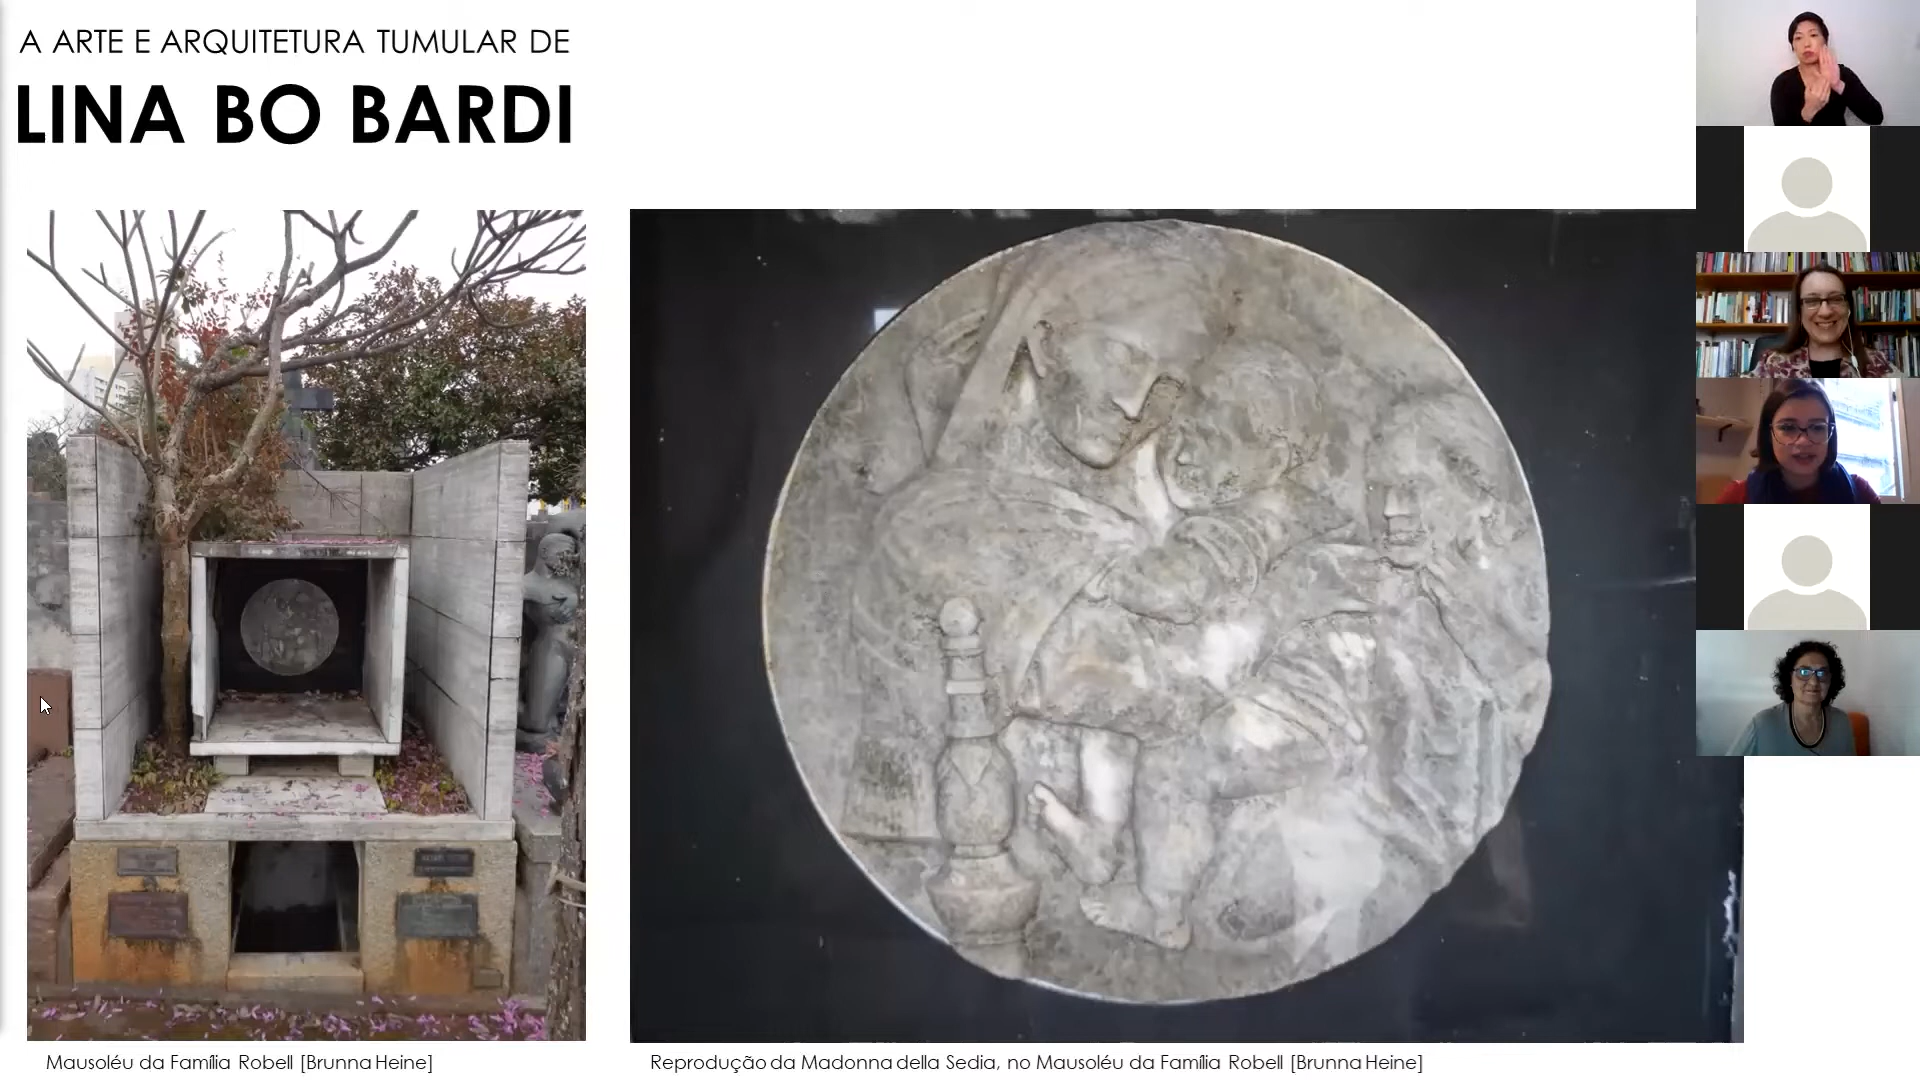 A ARTE E ARQUITETURA TUMULAR DE
LINA BO BARDI
Mausoléu da Família Robell [Brunna Heine]
Reprodução da Madonna della Sedia, no Mausoléu da Família Robell [Brunna Heine]